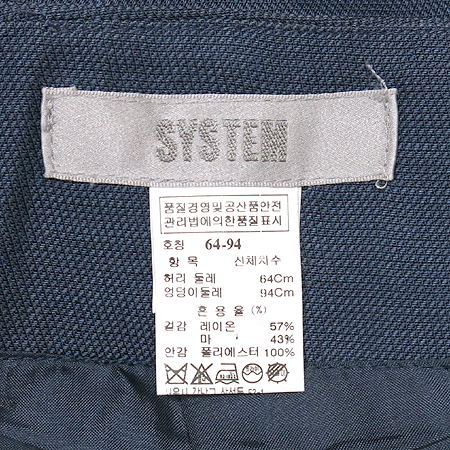 SYSTEM
품질경영및공산품안전
관리법에의한품질표시
호칭 64-94
항 목 신체치수
허리 둘레 64Cm
엉덩이둘레 94Cm
혼 용 율 (%)
겉감 레이온 57%
마 43%
안감 폴리에스터 100%